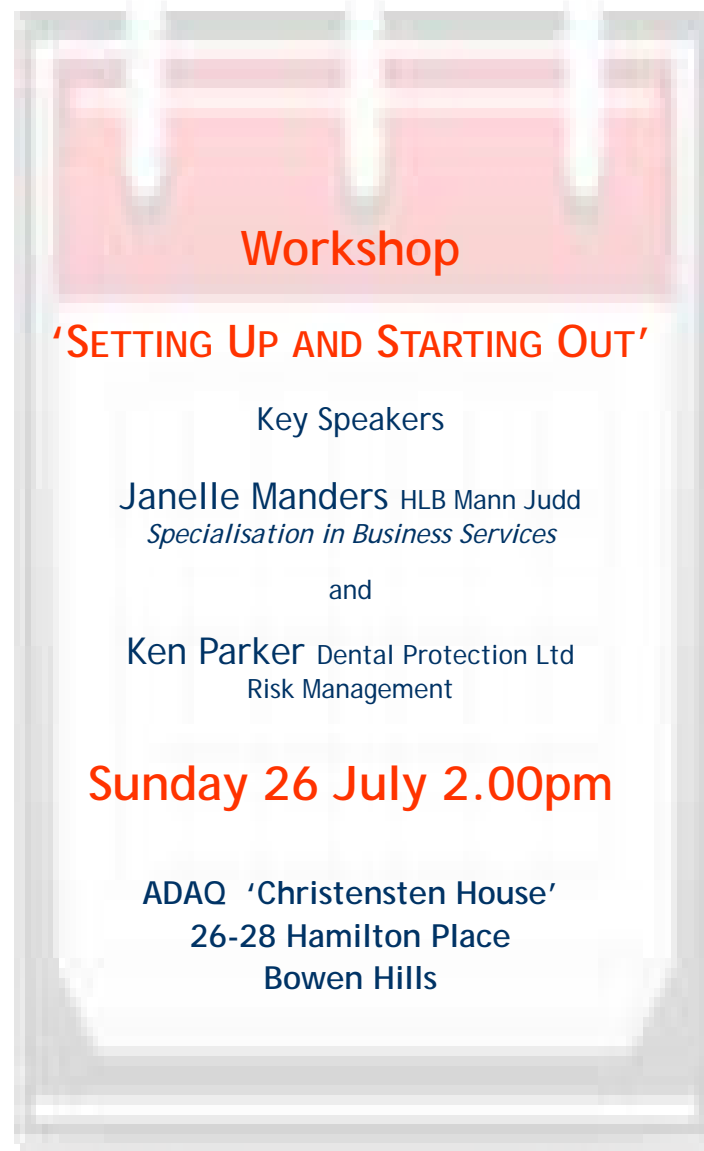 Workshop
‘SETTING UP AND STARTING OUT’
Key Speakers
Janelle Manders HLB Mann Judd
Specialisation in Business Services
and
Ken Parker Dental Protection Ltd
Risk Management
Sunday 26 July 2.00pm
ADAQ ‘Christensten House’
26-28 Hamilton Place
Bowen Hills